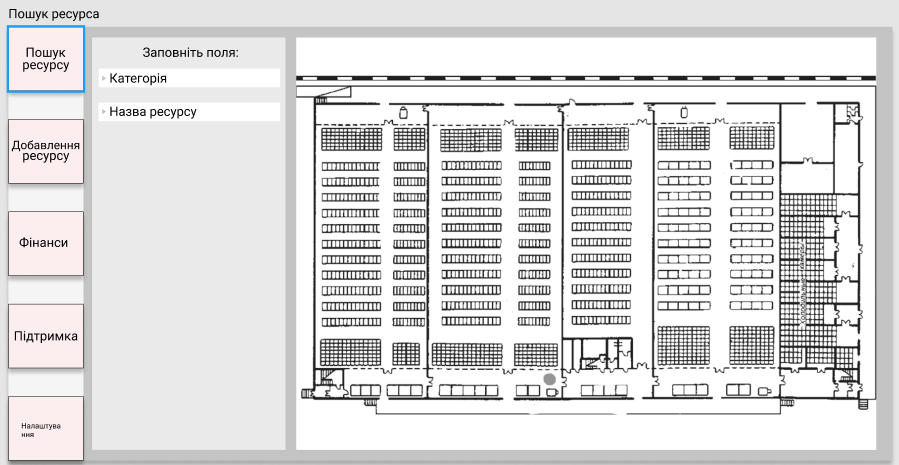 Пошук ресурса
Пошук
ресурсу
Добавлення
ресурсу
Фінанси
Підтримка
Налаштува
ння
Заповніть поля:
Категорія
Назва ресурсу